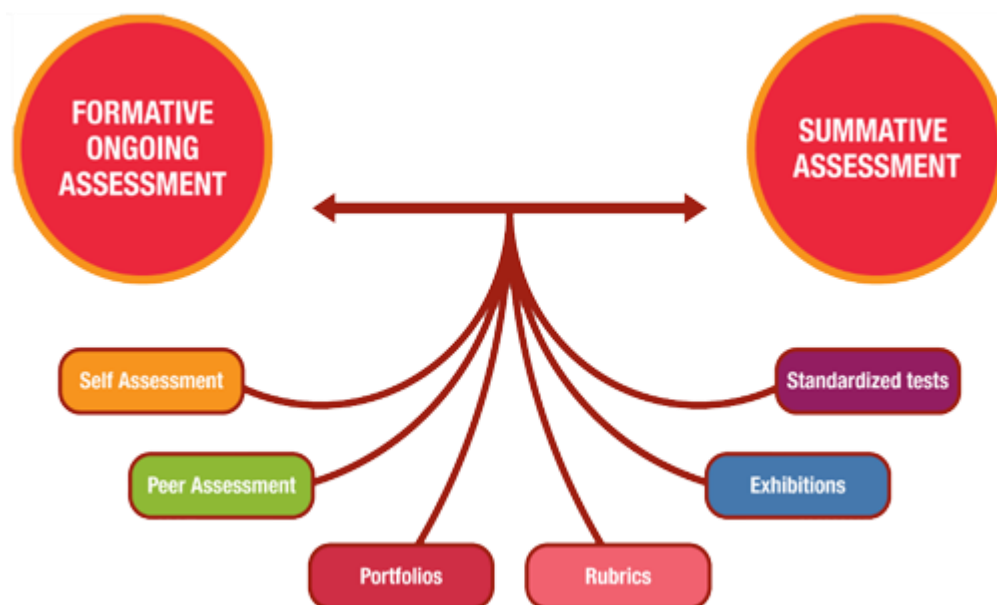 FORMATIVE
ONGOING
ASSESSMENT
SUMMATIVE
ASSESSMENT
Self Assessment
Standardized tests
Peer Assessment
Exhibitions
Portfolios
Rubrics